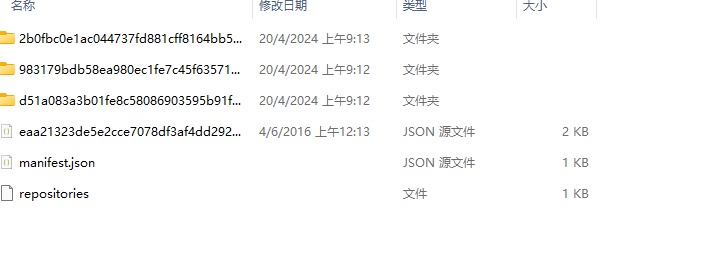 名称 修改日期 类型 大小
2b0fbc0e1ac044737fd881cff8164bb5... 20/4/2024 上午9:13 文件夹
983179bdb58ea980ec1fe7c45f63571... 20/4/2024 上午9:12 文件夹
d51a083a3b01fe8c58086903595b91f... 20/4/2024 上午9:12 文件夹
eaa21323de5e2cce7078df3af4dd292... 4/6/2016 上午12:13 JSON 源文件 2 KB
manifest.json JSON 源文件 1 KB
repositories 文件 1 KB